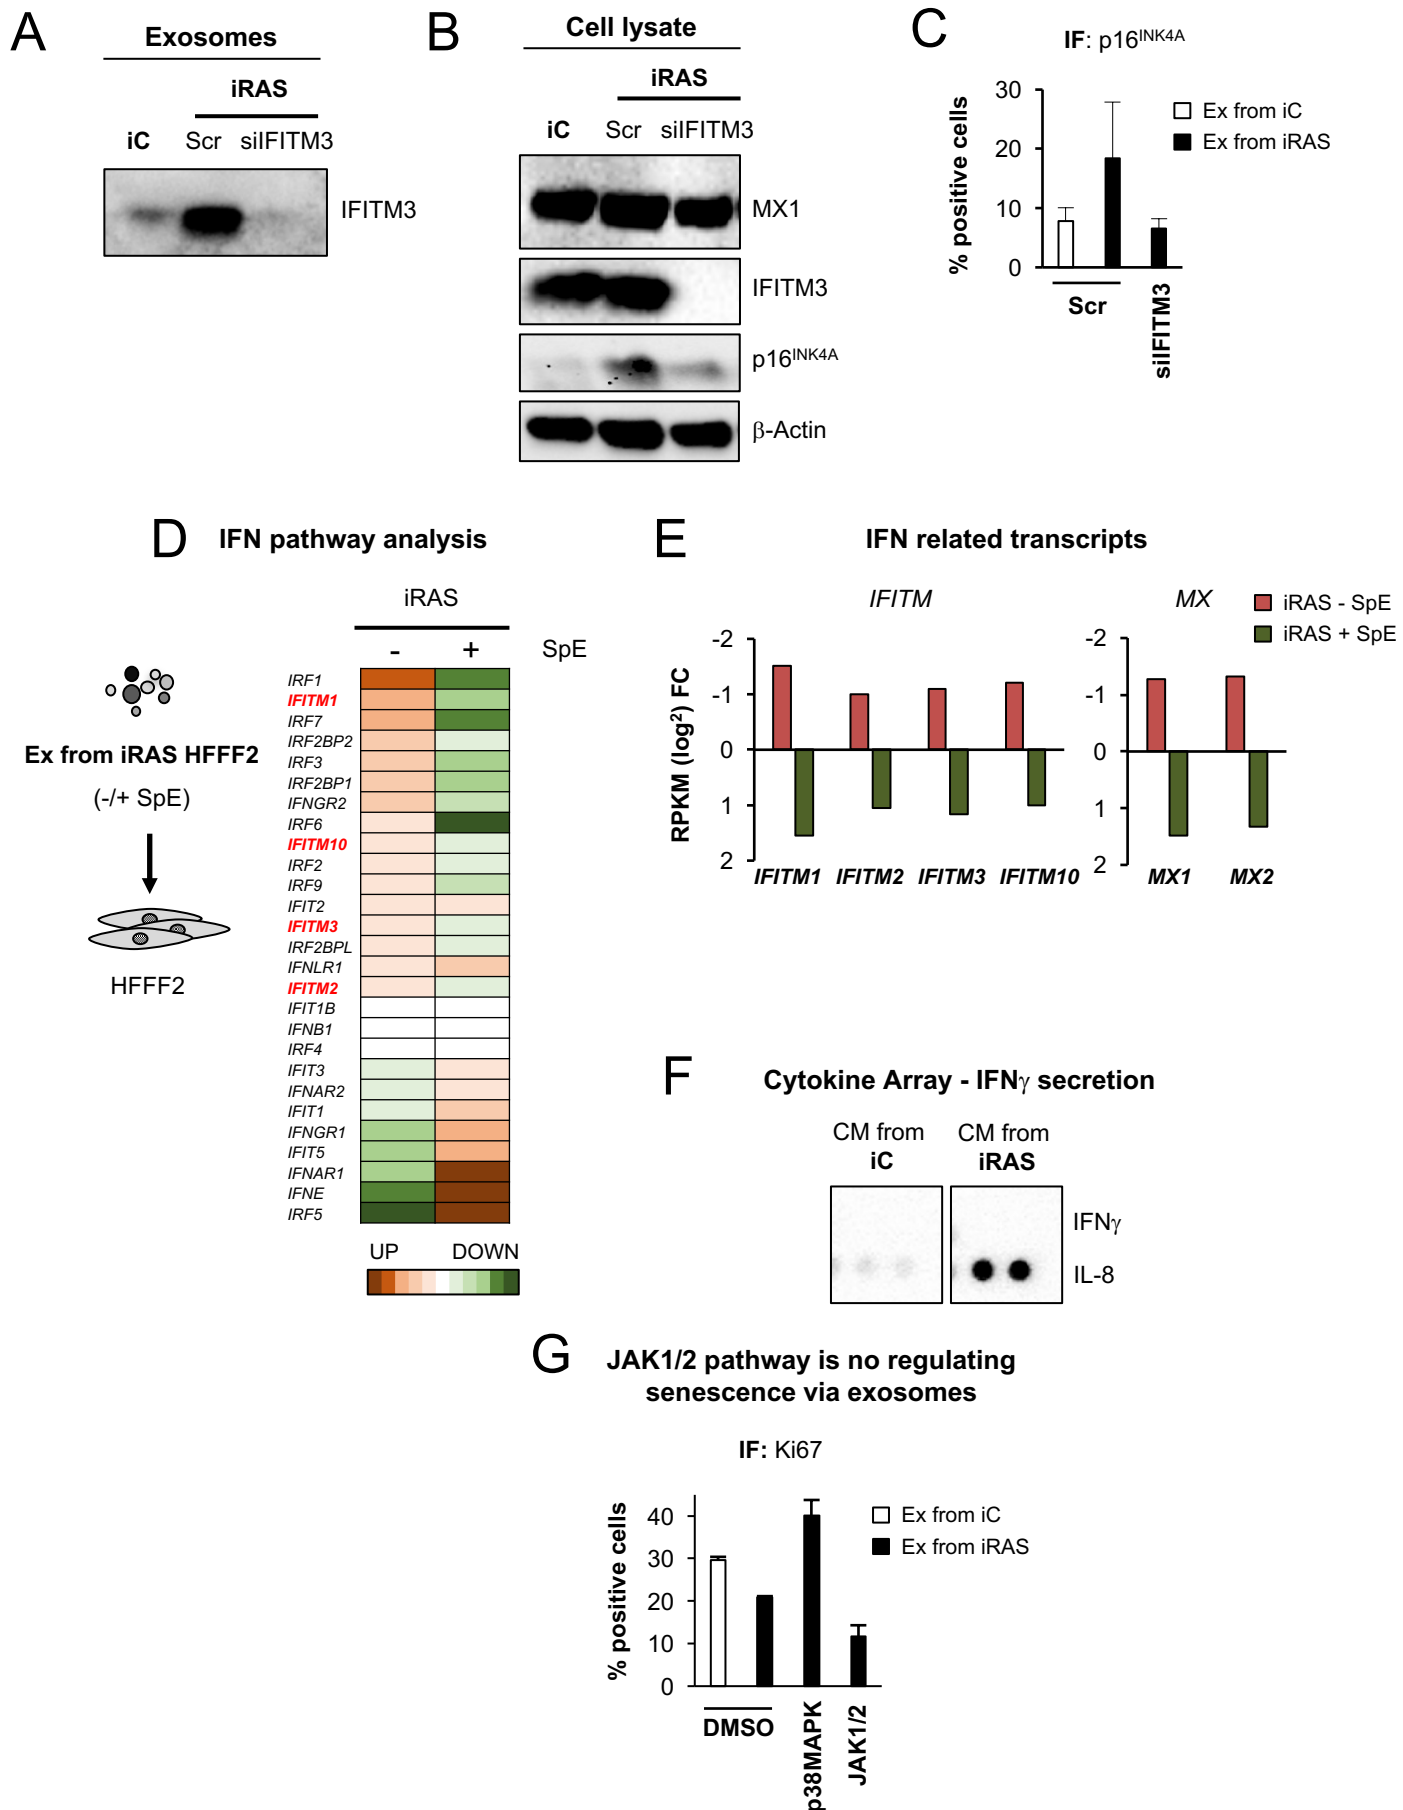 A
Exosomes
iRAS
iC Scr siIFITM3
IFITM3
B
Cell lysate
iRAS
iC Scr siIFITM3
MX1
IFITM3
p16INK4A
β-Actin
C
IF: p16INK4A
% positive cells
30
20
10
0
Ex from iC
Ex from iRAS
Scr
siIFITM3
D
IFN pathway analysis
iRAS
- + SpE
Ex from iRAS HFFF2
(-/+ SpE)
HFFF2
IRF1
IFITM1
IRF7
IRF2BP2
IRF3
IRF2BP1
IFNGR2
IRF6
IFITM10
IRF2
IRF9
IFIT2
IFITM3
IRF2BPL
IFNLR1
IFITM2
IFIT1B
IFNB1
IRF4
IFIT3
IFNAR2
IFIT1
IFNGR1
IFIT5
IFNAR1
IFNE
IRF5
UP DOWN
E
IFN related transcripts
IFITM
MX
iRAS - SpE
iRAS + SpE
RPKM (log2) FC
-2
-1
0
1
2
IFITM1 IFITM2 IFITM3 IFITM10
-2
-1
0
1
2
MX1 MX2
F
Cytokine Array - IFNγ secretion
CM from
iC
CM from
iRAS
IFNγ
IL-8
G
JAK1/2 pathway is no regulating
senescence via exosomes
IF: Ki67
% positive cells
40
30
20
10
0
Ex from iC
Ex from iRAS
DMSO
p38MAPK
JAK1/2